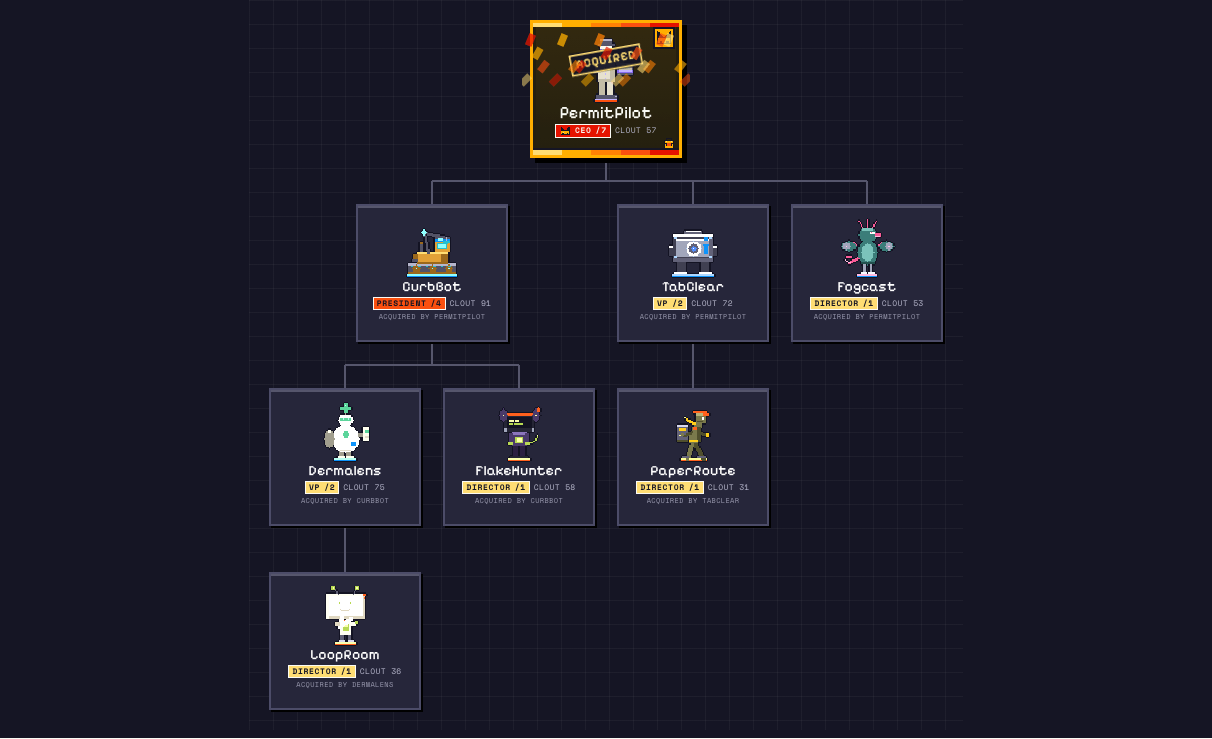 ACQUIRED
PermitPilot
CEO /7 CLOUT 57
CurbBot
PRESIDENT /4 CLOUT 91
ACQUIRED BY PERMITPILOT
TabClear
VP /2 CLOUT 72
ACQUIRED BY PERMITPILOT
Fogcast
DIRECTOR /1 CLOUT 53
ACQUIRED BY PERMITPILOT
Dermalens
VP /2 CLOUT 75
ACQUIRED BY CURBBOT
FlakeHunter
DIRECTOR /1 CLOUT 58
ACQUIRED BY CURBBOT
PaperRoute
DIRECTOR /1 CLOUT 31
ACQUIRED BY TABCLEAR
LoopRoom
DIRECTOR /1 CLOUT 36
ACQUIRED BY DERMALENS